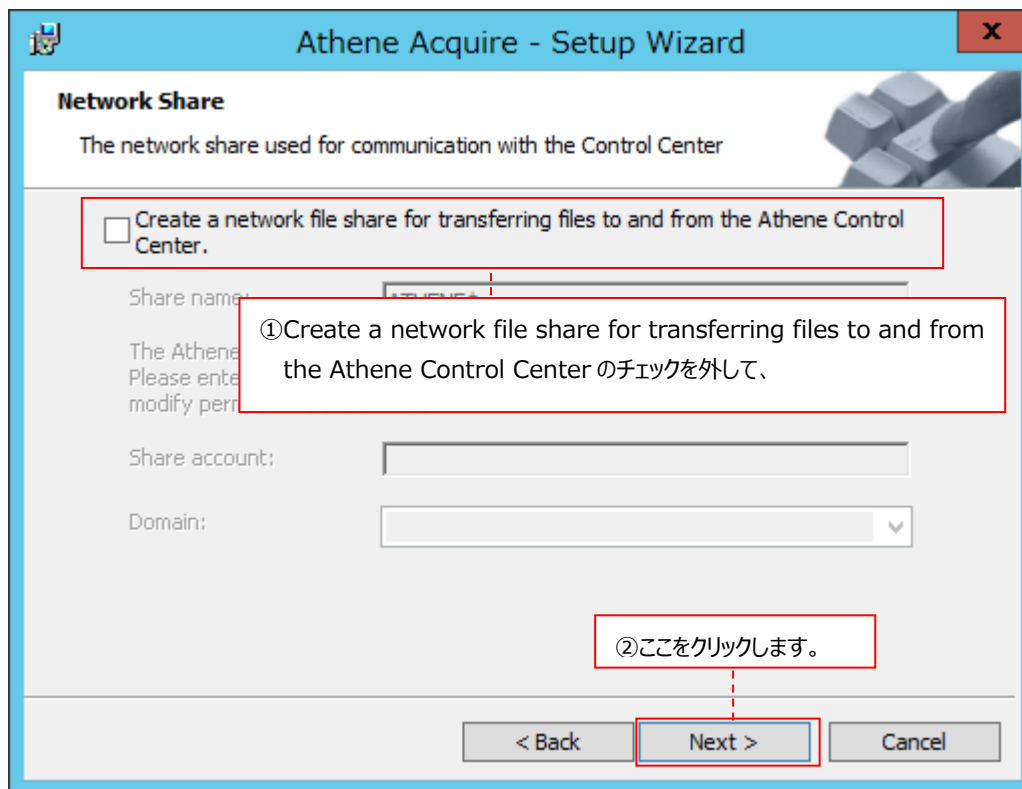 Athene Acquire - Setup Wizard
Network Share
The network share used for communication with the Control Center
Create a network file share for transferring files to and from the Athene Control
Center.
Share name:
①Create a network file share for transferring files to and from
the Athene Control Center のチェックを外して、
The Athene
Please ente
modify perm
Share account:
Domain:
②ここをクリックします。
< Back
Next >
Cancel